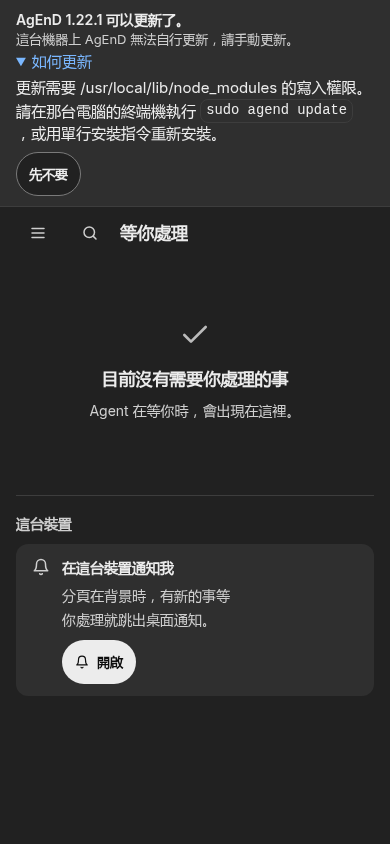 AgEnD 1.22.1 可以更新了。
這台機器上 AgEnD 無法自行更新，請手動更新。
如何更新
更新需要 /usr/local/lib/node_modules 的寫入權限。
請在那台電腦的終端機執行 sudo agend update
，或用單行安裝指令重新安裝。
先不要
等你處理
目前沒有需要你處理的事
Agent 在等你時，會出現在這裡。
這台裝置
在這台裝置通知我
分頁在背景時，有新的事等
你處理就跳出桌面通知。
開啟